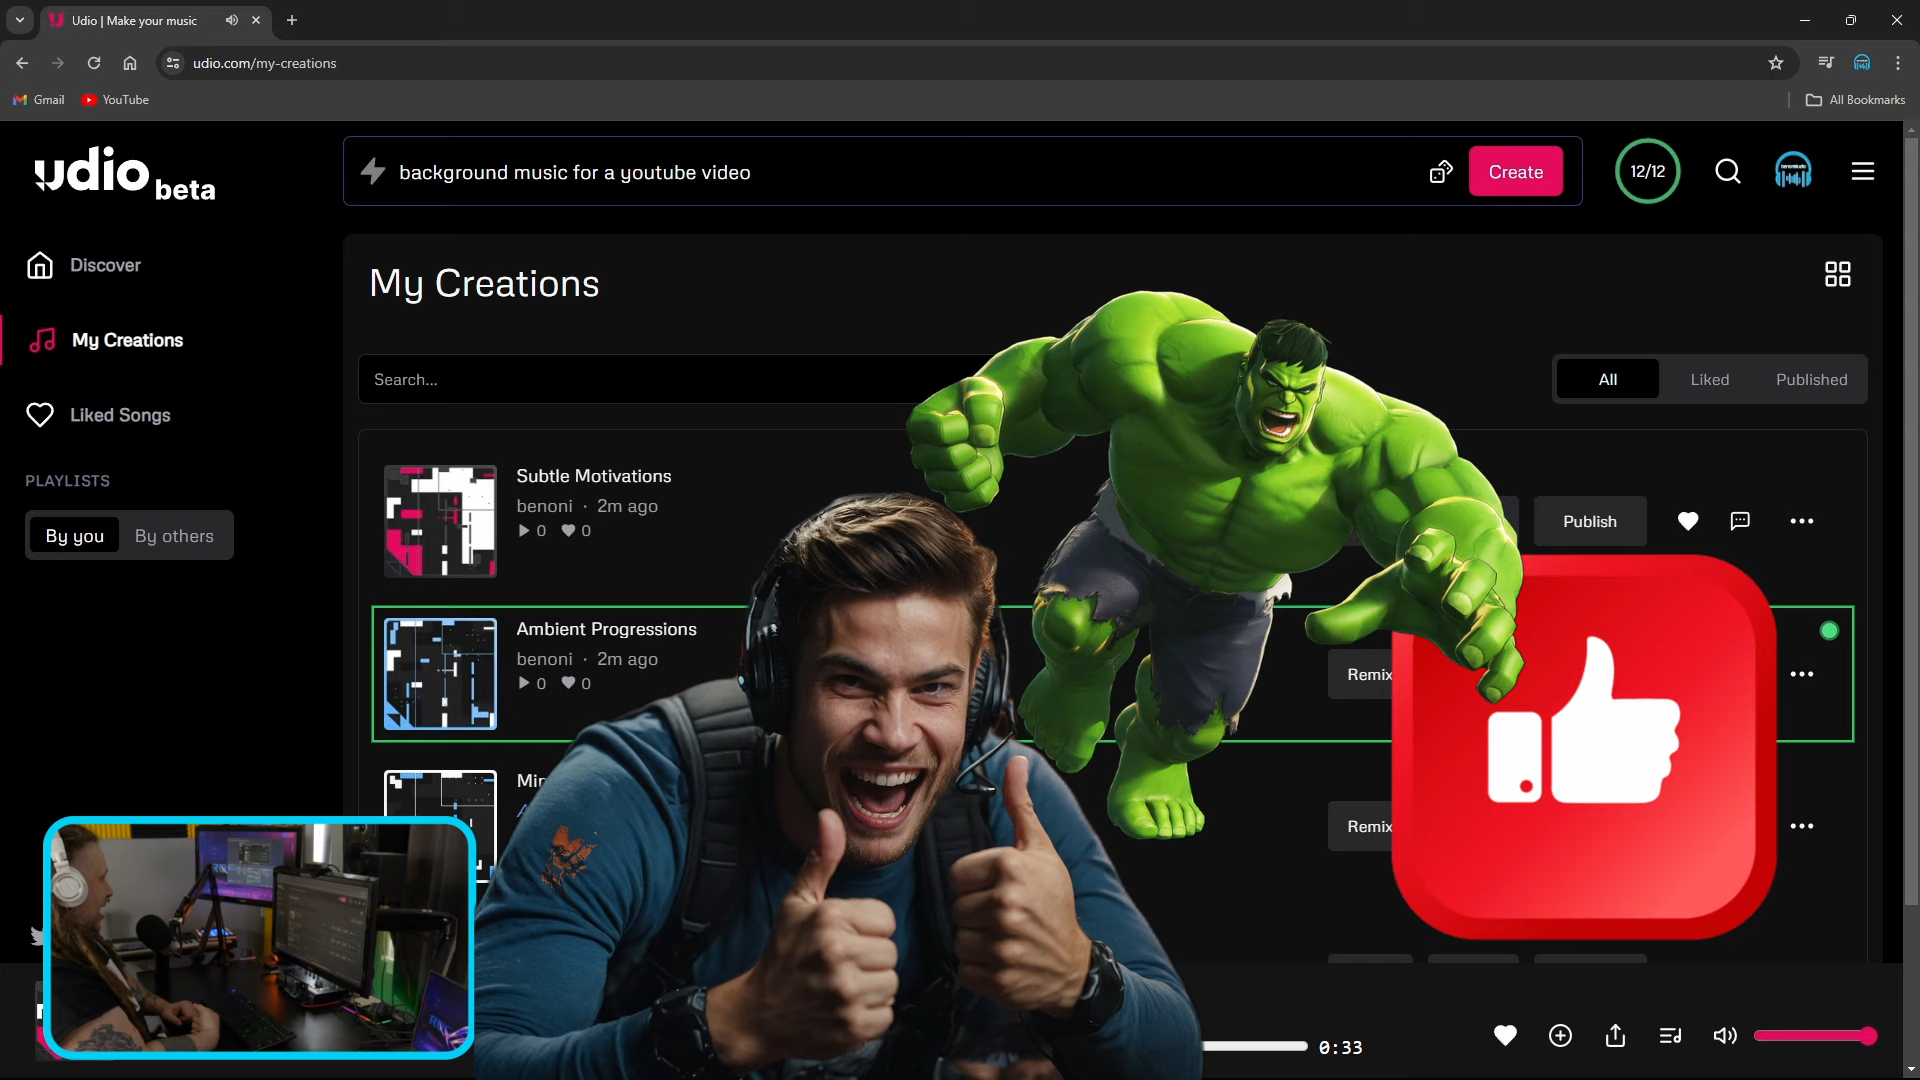 Udio | Make your music
udio.com/my-creations
Gmail
YouTube
All Bookmarks
udio beta
background music for a youtube video
Create
12/12
Discover
My Creations
Liked Songs
PLAYLISTS
By you
By others
My Creations
Search...
All
Liked
Published
Subtle Motivations
benoni · 2m ago
0
0
Publish
Ambient Progressions
benoni · 2m ago
0
0
Remix
Remix
0:33